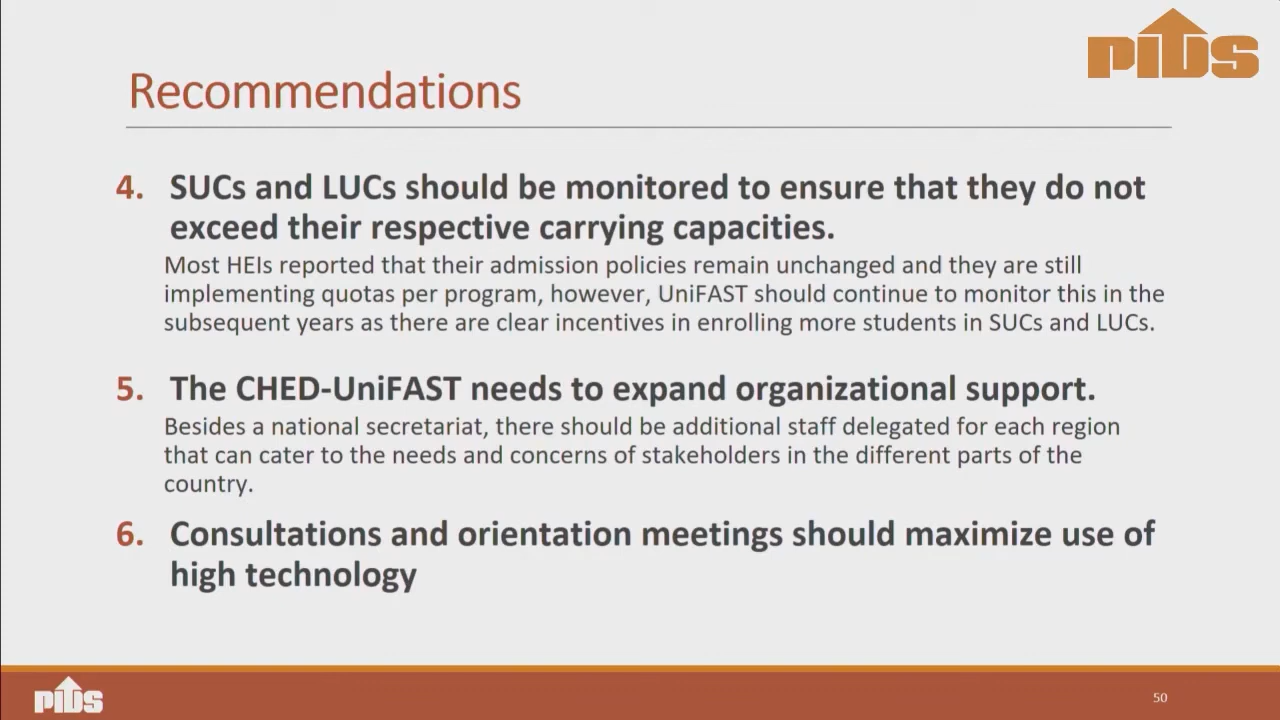 PIDS
Recommendations
4. SUCs and LUCs should be monitored to ensure that they do not
exceed their respective carrying capacities.
Most HEIs reported that their admission policies remain unchanged and they are still
implementing quotas per program, however, UniFAST should continue to monitor this in the
subsequent years as there are clear incentives in enrolling more students in SUCs and LUCs.
5. The CHED-UniFAST needs to expand organizational support.
Besides a national secretariat, there should be additional staff delegated for each region
that can cater to the needs and concerns of stakeholders in the different parts of the
country.
6. Consultations and orientation meetings should maximize use of
high technology
PIDS
50